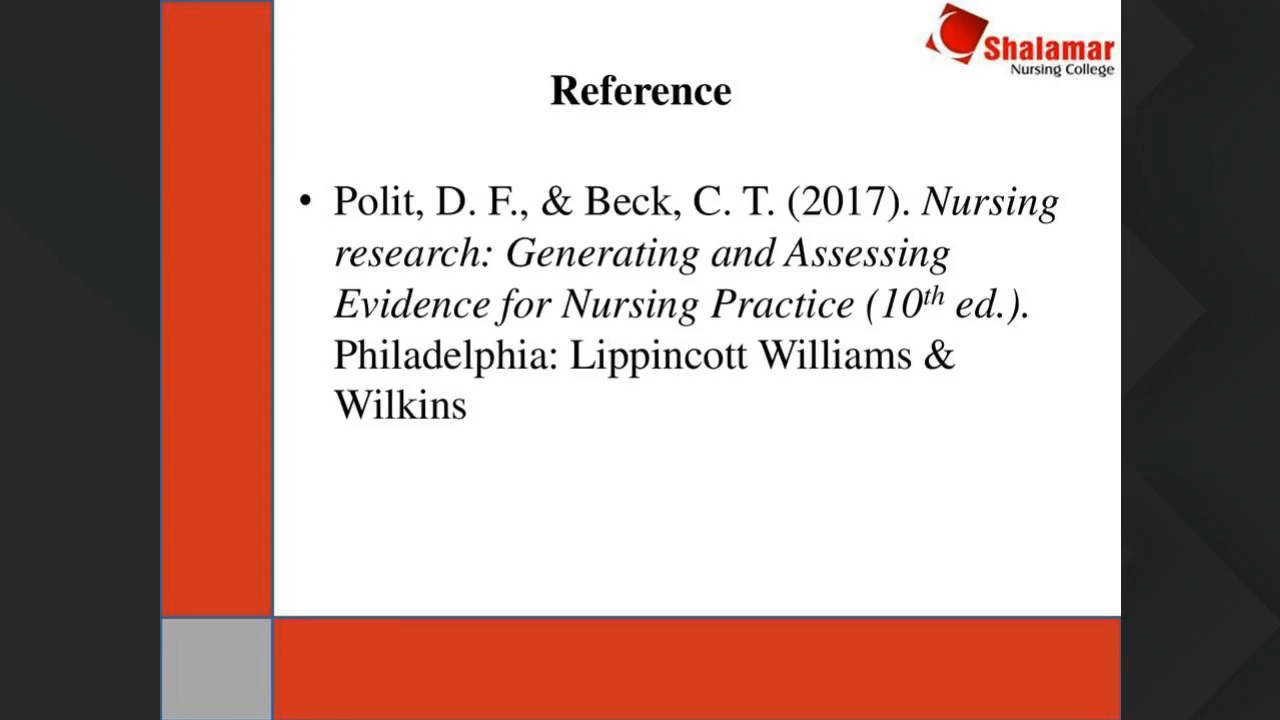 Shalamar
Nursing College
Reference
• Polit, D. F., & Beck, C. T. (2017). Nursing
research: Generating and Assessing
Evidence for Nursing Practice (10th ed.).
Philadelphia: Lippincott Williams &
Wilkins